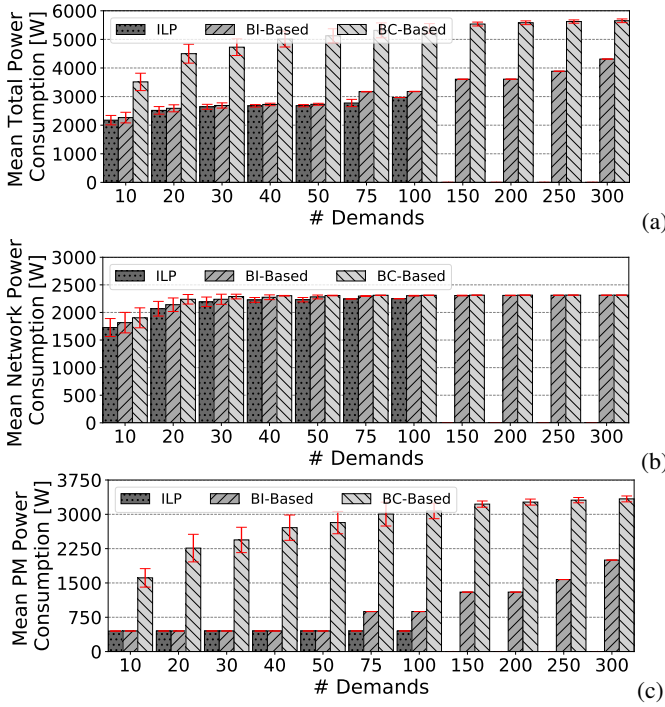 Mean Total Power
Consumption [W]
6000
5000
4000
3000
2000
1000
0
ILP BI-Based BC-Based
10 20 30 40 50 75 100 150 200 250 300
# Demands
(a)
Mean Network Power
Consumption [W]
3000
2500
2000
1500
1000
500
0
ILP BI-Based BC-Based
10 20 30 40 50 75 100 150 200 250 300
# Demands
(b)
Mean PM Power
Consumption [W]
3750
3000
2250
1500
750
0
ILP BI-Based BC-Based
10 20 30 40 50 75 100 150 200 250 300
# Demands
(c)